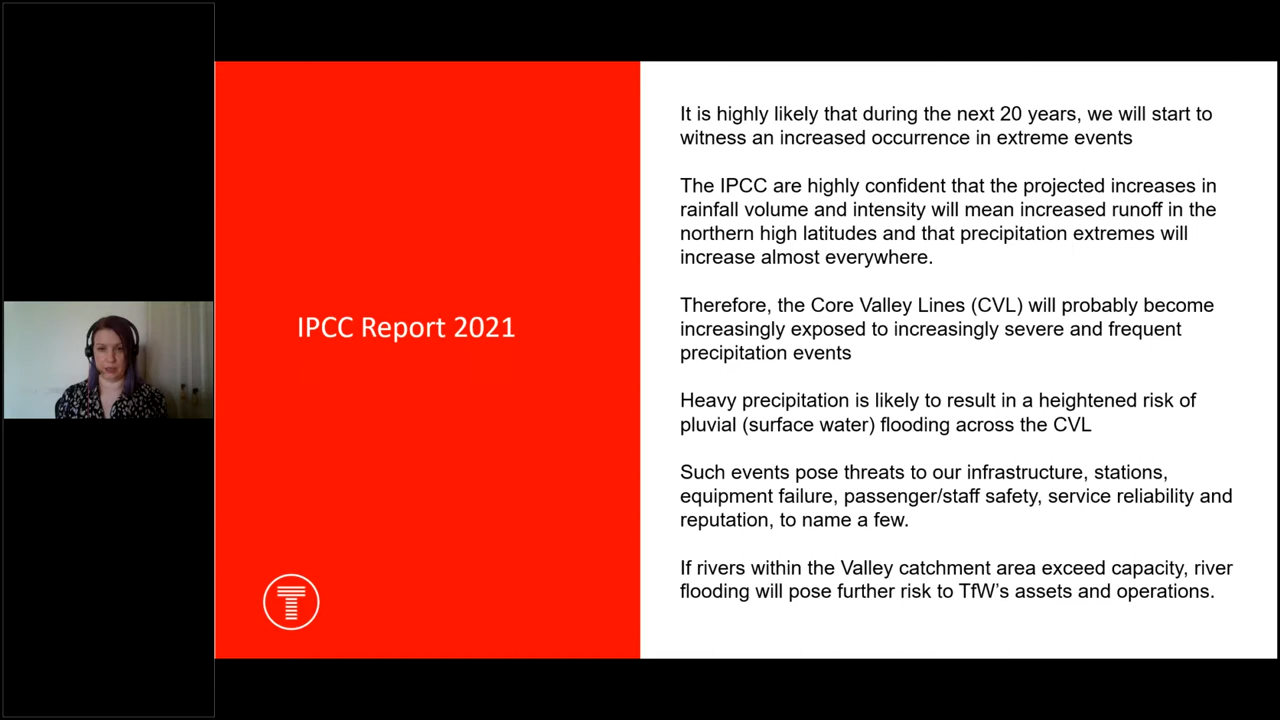 IPCC Report 2021
T
It is highly likely that during the next 20 years, we will start to
witness an increased occurrence in extreme events
The IPCC are highly confident that the projected increases in
rainfall volume and intensity will mean increased runoff in the
northern high latitudes and that precipitation extremes will
increase almost everywhere.
Therefore, the Core Valley Lines (CVL) will probably become
increasingly exposed to increasingly severe and frequent
precipitation events
Heavy precipitation is likely to result in a heightened risk of
pluvial (surface water) flooding across the CVL
Such events pose threats to our infrastructure, stations,
equipment failure, passenger/staff safety, service reliability and
reputation, to name a few.
If rivers within the Valley catchment area exceed capacity, river
flooding will pose further risk to TfW’s assets and operations.